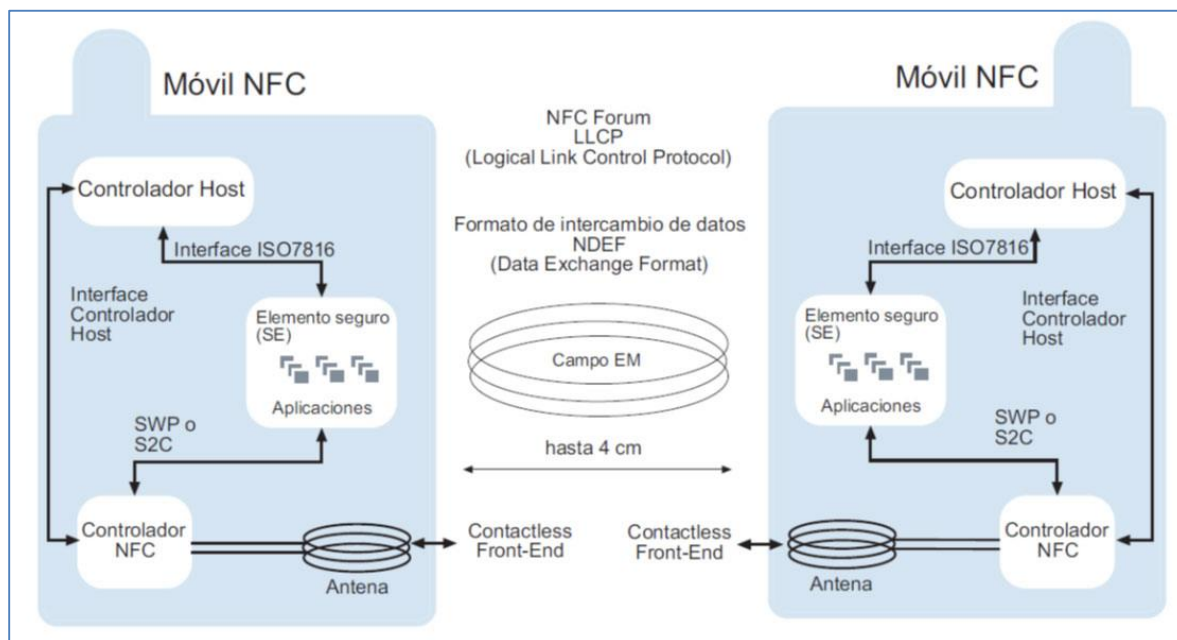 Móvil NFC
Controlador Host
Interface ISO7816
Interface
Controlador
Host
Elemento seguro
(SE)
Aplicaciones
SWP o
S2C
Controlador
NFC
Antena
Contactless
Front-End
NFC Forum
LLCP
(Logical Link Control Protocol)
Formato de intercambio de datos
NDEF
(Data Exchange Format)
Campo EM
hasta 4 cm
Móvil NFC
Controlador Host
Interface ISO7816
Interface
Controlador
Host
Elemento seguro
(SE)
Aplicaciones
SWP o
S2C
Controlador
NFC
Contactless
Front-End
Antena